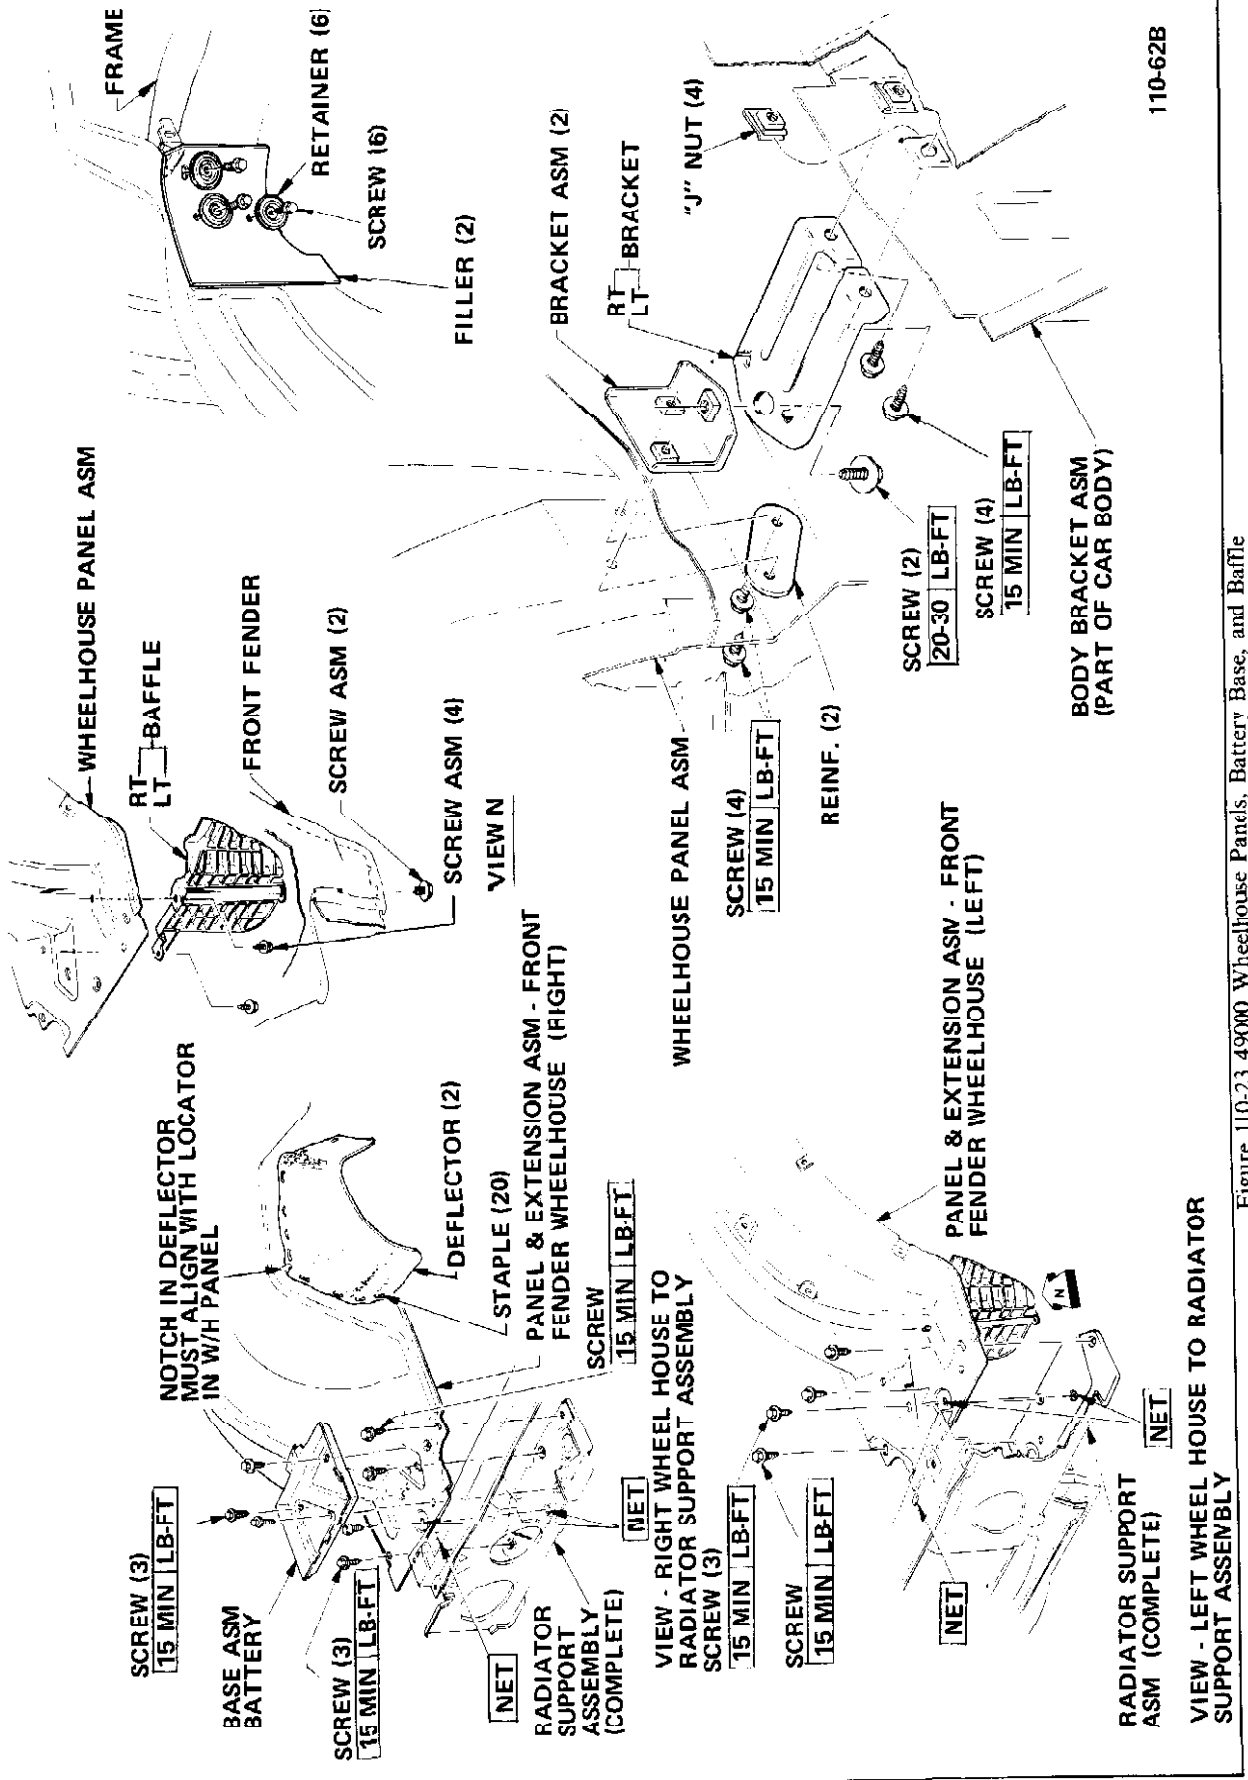 SCREW (3)
15 MIN LB-FT
BASE ASM
BATTERY
SCREW (3)
15 MIN LB-FT
NET
RADIATOR
SUPPORT
ASSEMBLY
(COMPLETE)
NOTCH IN DEFLECTOR
MUST ALIGN WITH LOCATOR
IN W/H PANEL
DEFLECTOR (2)
STAPLE (20)
PANEL & EXTENSION ASM - FRONT
FENDER WHEELHOUSE (RIGHT)
SCREW
15 MIN LB-FT
NET
VIEW - RIGHT WHEEL HOUSE TO
RADIATOR SUPPORT ASSEMBLY
WHEELHOUSE PANEL ASM
RT
LT
BAFFLE
FRONT FENDER
SCREW ASM (2)
SCREW ASM (4)
VIEW N
FRAME
RETAINER (6)
SCREW (6)
FILLER (2)
SCREW (3)
15 MIN LB-FT
SCREW
15 MIN LB-FT
NET
PANEL & EXTENSION ASM - FRONT
FENDER WHEELHOUSE (LEFT)
N
NET
RADIATOR SUPPORT
ASM (COMPLETE)
VIEW - LEFT WHEEL HOUSE TO RADIATOR
SUPPORT ASSEMBLY
BRACKET ASM (2)
RT
LT
BRACKET
"J" NUT (4)
WHEELHOUSE PANEL ASM
SCREW (4)
15 MIN LB-FT
REINF. (2)
SCREW (2)
20-30 LB-FT
SCREW (4)
15 MIN LB-FT
BODY BRACKET ASM
(PART OF CAR BODY)
110-62B
Figure 110-23 49000 Wheelhouse Panels, Battery Base, and Baffle